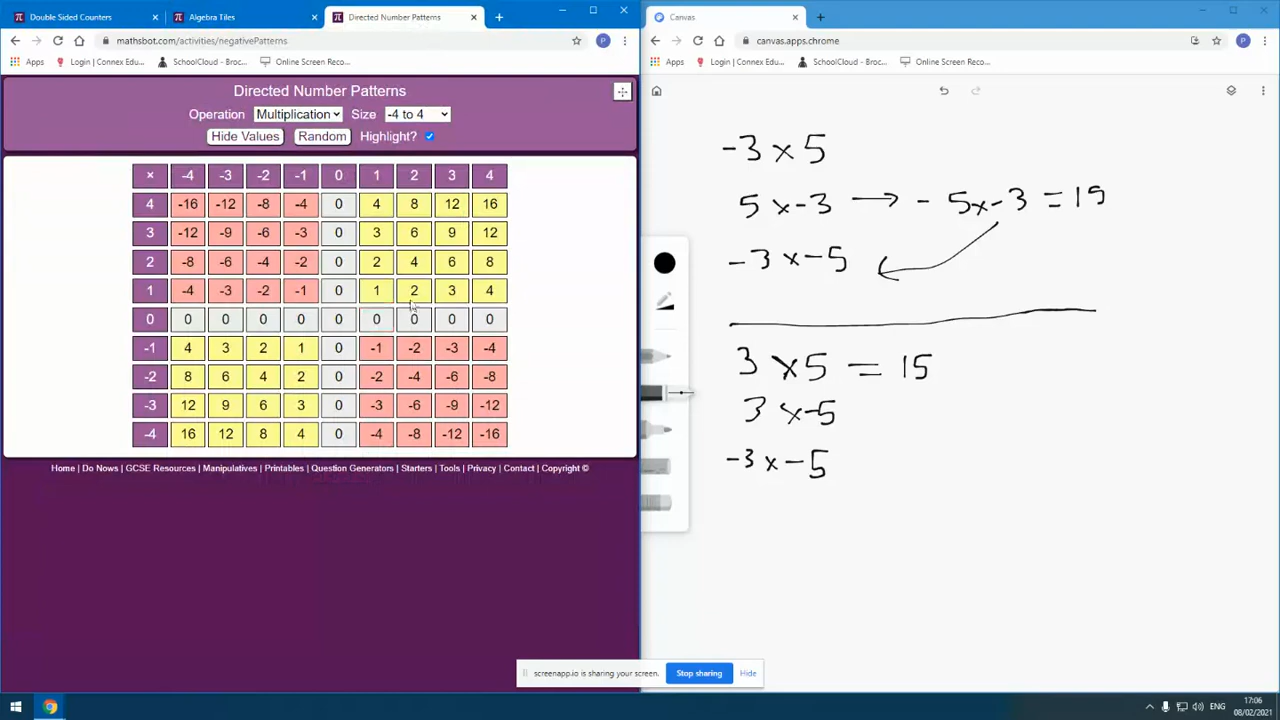 Double Sided Counters
Algebra Tiles
Directed Number Patterns
mathsbot.com/activities/negativePatterns
P
Apps
Login | Connex Edu...
SchoolCloud - Broc...
Online Screen Reco...
Directed Number Patterns
Operation Multiplication Size -4 to 4
Hide Values Random Highlight?
× -4 -3 -2 -1 0 1 2 3 4
4 -16 -12 -8 -4 0 4 8 12 16
3 -12 -9 -6 -3 0 3 6 9 12
2 -8 -6 -4 -2 0 2 4 6 8
1 -4 -3 -2 -1 0 1 2 3 4
0 0 0 0 0 0 0 0 0 0
-1 4 3 2 1 0 -1 -2 -3 -4
-2 8 6 4 2 0 -2 -4 -6 -8
-3 12 9 6 3 0 -3 -6 -9 -12
-4 16 12 8 4 0 -4 -8 -12 -16
Home | Do Nows | GCSE Resources | Manipulatives | Printables | Question Generators | Starters | Tools | Privacy | Contact | Copyright ©
Canvas
canvas.apps.chrome
P
Apps
Login | Connex Edu...
SchoolCloud - Broc...
Online Screen Reco...
-3 x 5
5 x -3 → - 5x-3 = 15
-3 x -5
3 x 5 = 15
3 x -5
-3 x -5
screenapp.io is sharing your screen.
Stop sharing
Hide
ENG
17:06
08/02/2021